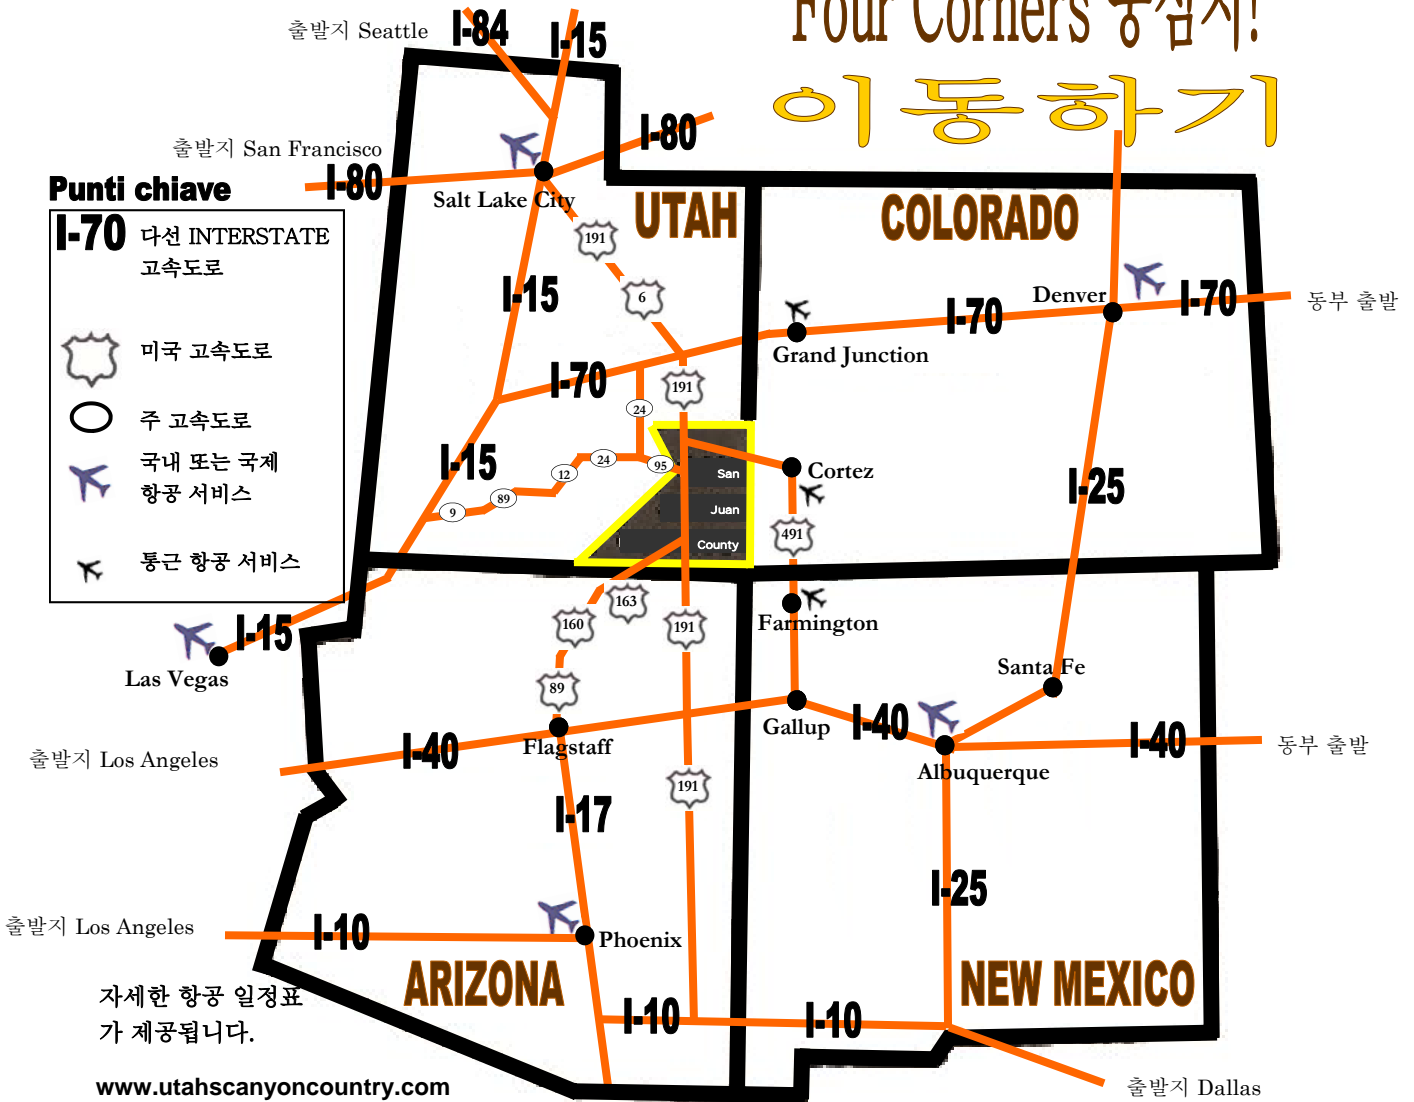 Four Corners 중심지!
이동하기
출발지 Seattle
I-84
I-15
출발지 San Francisco
I-80
I-80
Salt Lake City
UTAH
COLORADO
Punti chiave
I-70 다선 INTERSTATE
고속도로
미국 고속도로
주 고속도로
국내 또는 국제
항공 서비스
통근 항공 서비스
191
6
I-15
I-70
191
24
I-15
24
95
12
89
9
San
Juan
County
Denver
I-70
I-70
동부 출발
Grand Junction
Cortez
I-25
491
163
160
191
Farmington
I-15
Las Vegas
89
Santa Fe
Gallup
I-40
Flagstaff
I-40
출발지 Los Angeles
I-40
동부 출발
Albuquerque
191
I-17
I-25
출발지 Los Angeles
I-10
Phoenix
ARIZONA
NEW MEXICO
자세한 항공 일정표
가 제공됩니다.
I-10
I-10
www.utahscanyoncountry.com
출발지 Dallas